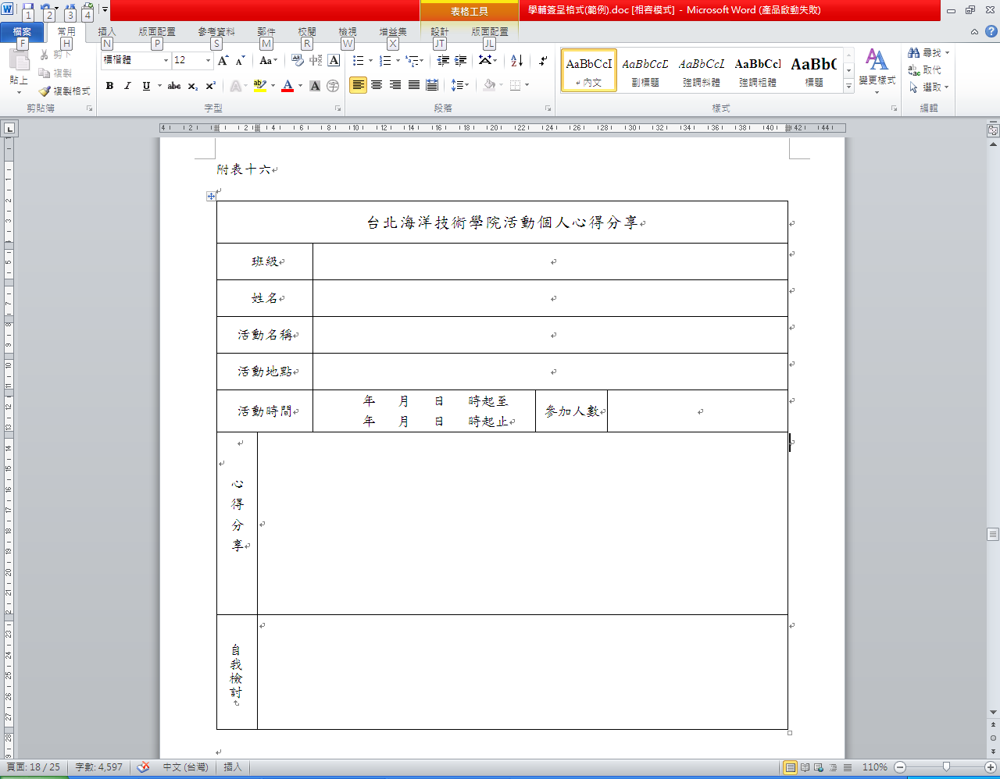 表格工具
學輔簽呈格式(範例).doc [相容模式] - Microsoft Word (產品啟動失敗)
1 2 3 4
檔案 常用 插入 版面配置 參考資料 郵件 校閱 檢視 增益集 設計 版面配置
F H N P S M R W X JT JL
貼上
剪下
複製
複製格式
剪貼簿
標楷體 12
字型
段落
AaBbCcI AaBbCcD AaBbCcI AaBbCcI AaBbC
內文 副標題 強調斜體 強調粗體 標題
變更樣式
樣式
尋找
取代
選取
編輯
4 2 2 4 6 8 10 12 14 16 18 20 22 24 26 28 30 32 34 36 38 40 42 44
附表十六
台北海洋技術學院活動個人心得分享
班級
姓名
活動名稱
活動地點
活動時間
年 月 日 時起至
年 月 日 時起止
參加人數
心得分享
自我檢討
頁面: 18 / 25 字數: 4,597 中文 (台灣) 插入 110%